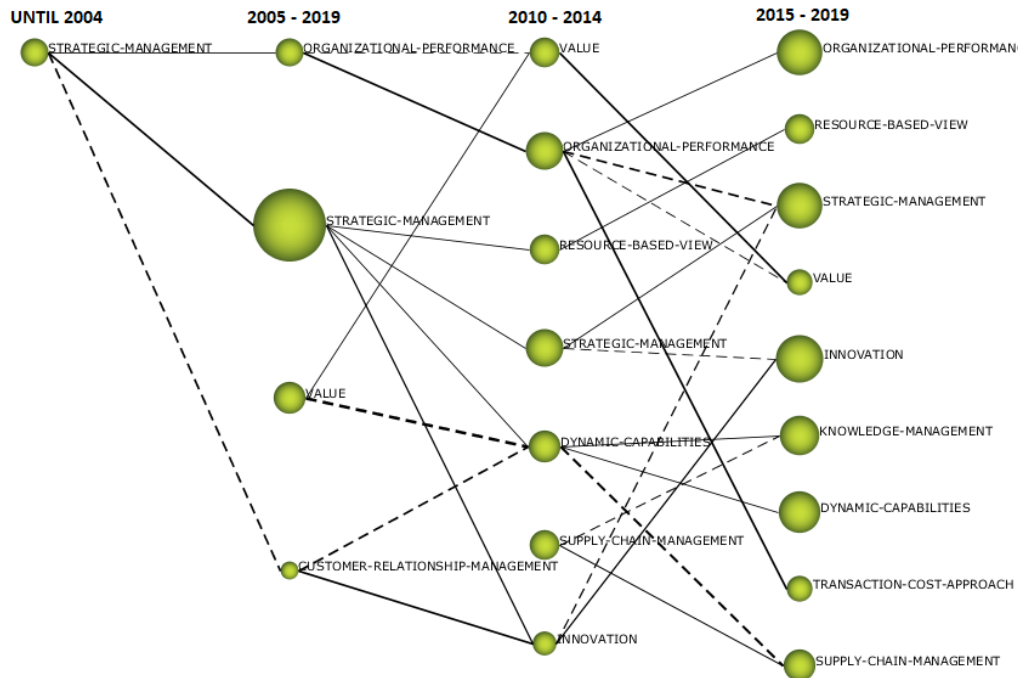 UNTIL 2004
2005 - 2019
2010 - 2014
2015 - 2019
STRATEGIC-MANAGEMENT
ORGANIZATIONAL-PERFORMANCE
VALUE
ORGANIZATIONAL-PERFORMAN
RESOURCE-BASED-VIEW
ORGANIZATIONAL-PERFORMANCE
STRATEGIC-MANAGEMENT
STRATEGIC-MANAGEMENT
RESOURCE-BASED-VIEW
VALUE
STRATEGIC-MANAGEMENT
INNOVATION
VALUE
KNOWLEDGE-MANAGEMENT
DYNAMIC-CAPABILITIES
DYNAMIC-CAPABILITIES
SUPPLY-CHAIN-MANAGEMENT
CUSTOMER-RELATIONSHIP-MANAGEMENT
TRANSACTION-COST-APPROACH
INNOVATION
SUPPLY-CHAIN-MANAGEMENT